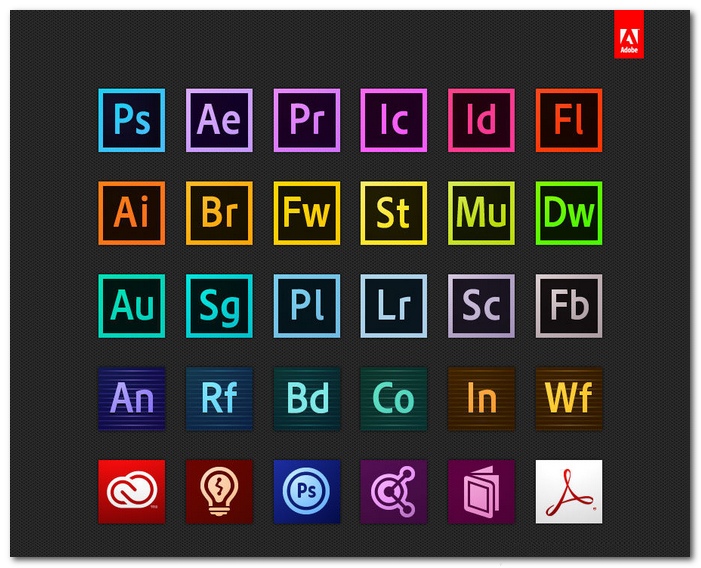 Adobe
Ps Ae Pr Ic Id Fl
Ai Br Fw St Mu Dw
Au Sg Pl Lr Sc Fb
An Rf Bd Co In Wf
Ps